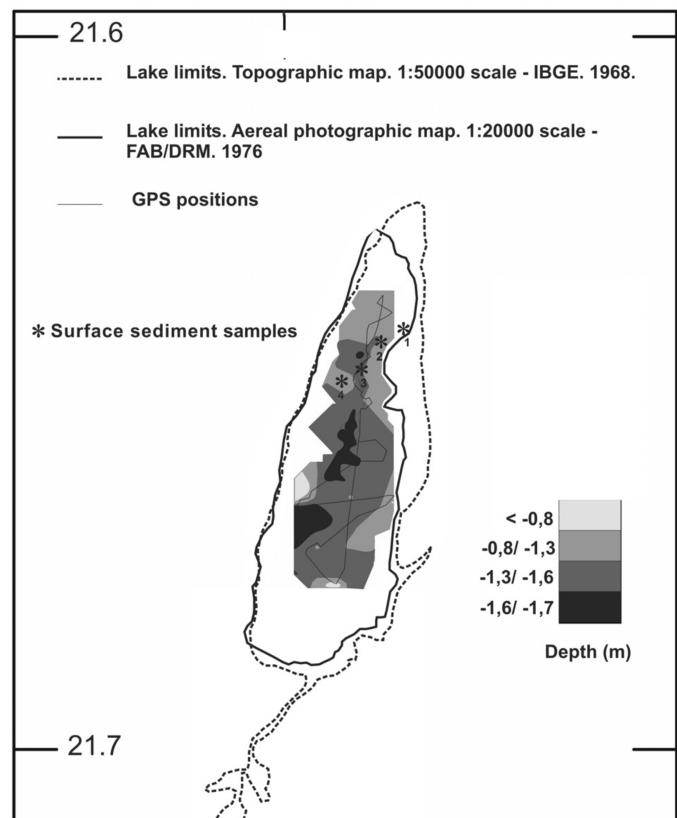 21.6
Lake limits. Topographic map. 1:50000 scale - IBGE. 1968.
Lake limits. Aereal photographic map. 1:20000 scale -
FAB/DRM. 1976
GPS positions
* Surface sediment samples
1
2
3
4
< -0,8
-0,8/ -1,3
-1,3/ -1,6
-1,6/ -1,7
Depth (m)
21.7